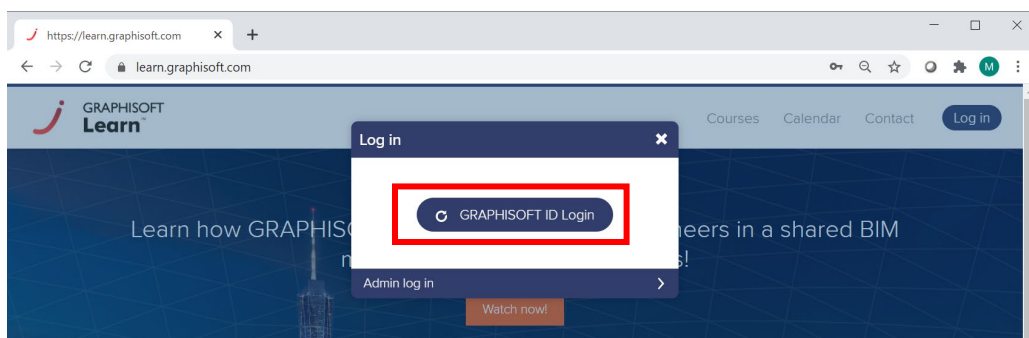 https://learn.graphisoft.com
learn.graphisoft.com
M
GRAPHISOFT
Learn™
Courses Calendar Contact Log in
Log in
GRAPHISOFT ID Login
Learn how GRAPHISO
neers in a shared BIM
s!
Admin log in
Watch now!